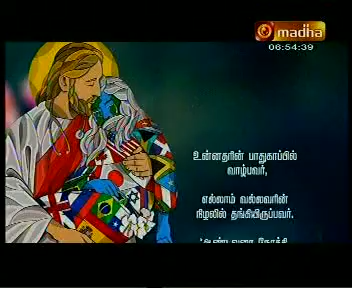 madha
06:54:39
உன்னதரின் பாதுகாப்பில்
வாழ்பவர்,
எல்லாம் வல்லவரின்
நிழலில் தங்கியிருப்பவர்.